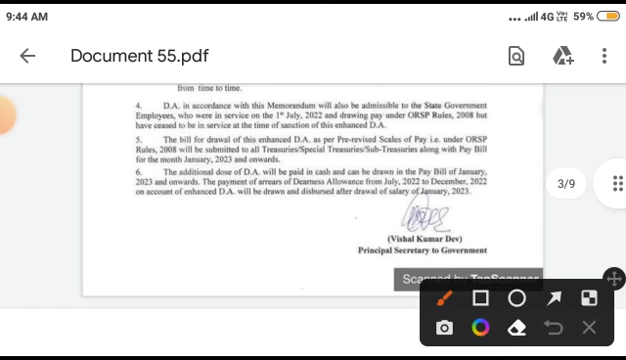 9:44 AM
4G Vo) LTE 59%
Document 55.pdf
from time to time.
4. D.A. in accordance with this Memorandum will also be admissible to the State Government
Employees, who were in service on the 1st July, 2022 and drawing pay under ORSP Rules, 2008 but
have ceased to be in service at the time of sanction of this enhanced D.A.
5. The bill for drawal of this enhanced D.A. as per Pre-revised Scales of Pay i.e. under ORSP
Rules, 2008 will be submitted to all Treasuries/Special Treasuries/Sub-Treasuries along with Pay Bill
for the month January, 2023 and onwards.
6. The additional dose of D.A. will be paid in cash and can be drawn in the Pay Bill of January,
2023 and onwards. The payment of arrears of Dearness Allowance from July, 2022 to December, 2022
on account of enhanced D.A. will be drawn and disbursed after drawal of salary of January, 2023.
3/9
(Vishal Kumar Dev)
Principal Secretary to Government
Scanned by TapScanner